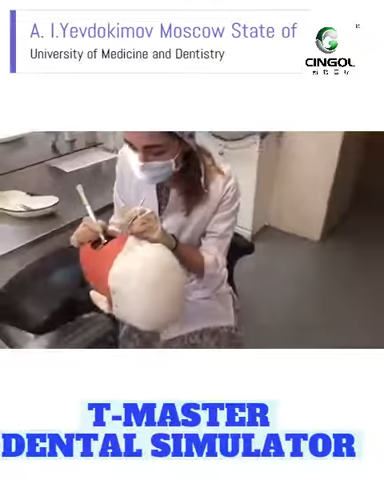 A. I.Yevdokimov Moscow State of
University of Medicine and Dentistry
CINGOL
T-MASTER
DENTAL SIMULATOR